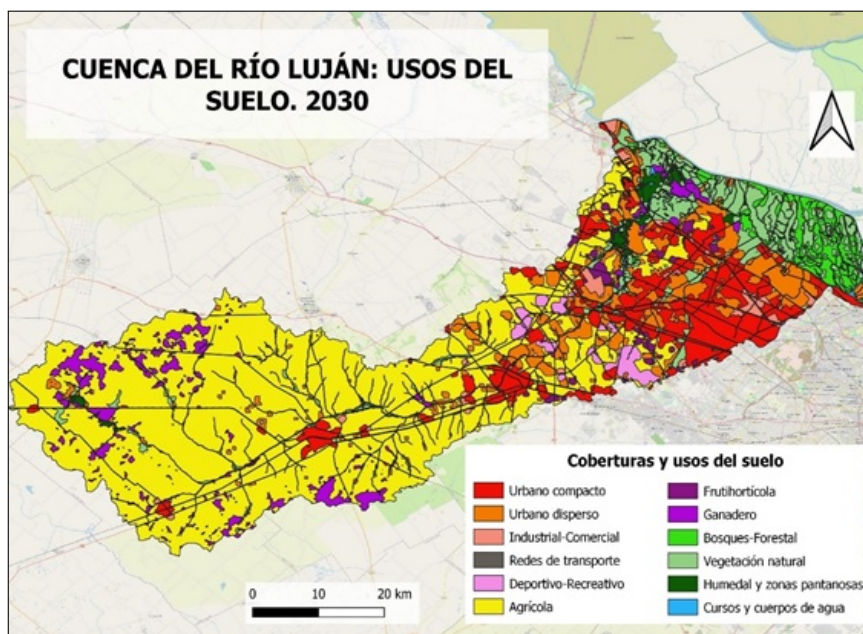 CUENCA DEL RÍO LUJÁN: USOS DEL
SUELO. 2030
Coberturas y usos del suelo
Urbano compacto
Urbano disperso
Industrial-Comercial
Redes de transporte
Deportivo-Recreativo
Agrícola
Frutihortícola
Ganadero
Bosques-Forestal
Vegetación natural
Humedal y zonas pantanosas
Cursos y cuerpos de agua
0 10 20 km